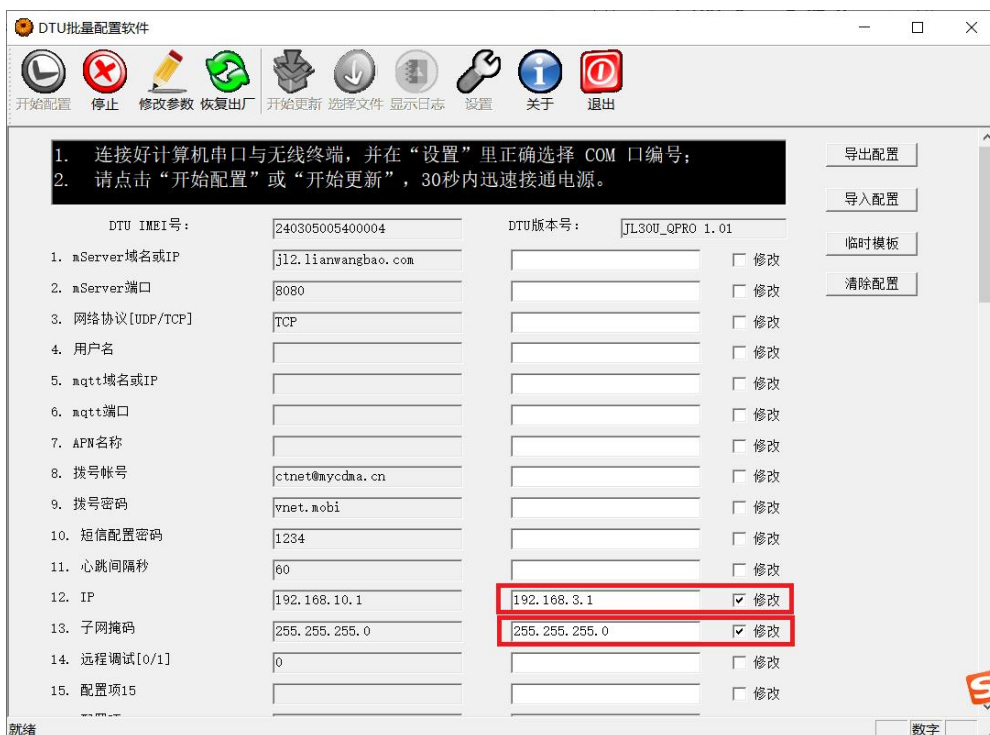 DTU批量配置软件
开始配置 停止 修改参数 恢复出厂 开始更新 选择文件 显示日志 设置 关于 退出
1. 连接好计算机串口与无线终端，并在“设置”里正确选择 COM 口编号；
2. 请点击“开始配置”或“开始更新”，30秒内迅速接通电源。
导出配置
导入配置
临时模板
清除配置
DTU IMEI号： 240305005400004 DTU版本号： JL30U_QPRO 1.01
1. mServer域名或IP jl2.lianwangbao.com 修改
2. mServer端口 8080 修改
3. 网络协议[UDP/TCP] TCP 修改
4. 用户名 修改
5. mqtt域名或IP 修改
6. mqtt端口 修改
7. APN名称 修改
8. 拨号帐号 ctnet@mycdma.cn 修改
9. 拨号密码 vnet.mobi 修改
10. 短信配置密码 1234 修改
11. 心跳间隔秒 60 修改
12. IP 192.168.10.1 192.168.3.1 修改
13. 子网掩码 255.255.255.0 255.255.255.0 修改
14. 远程调试[0/1] 0 修改
15. 配置项15 修改
就绪 数字